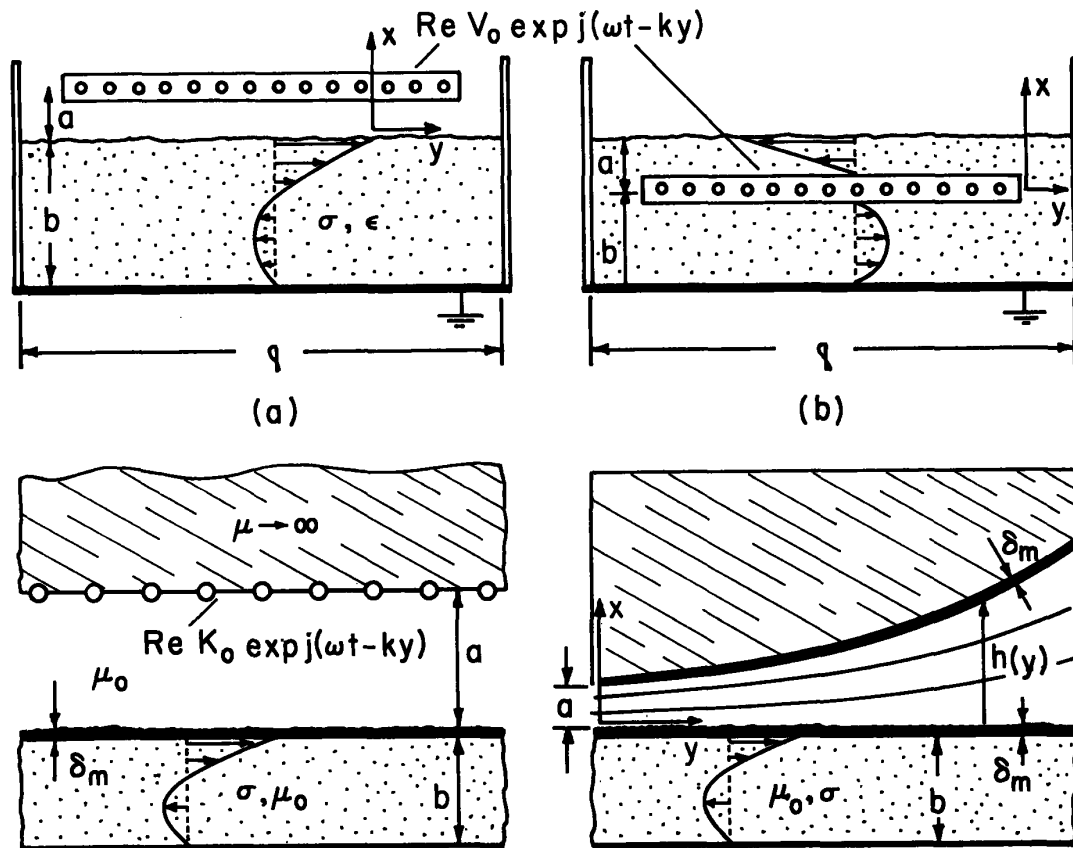 Re V₀ exp j(ωt-ky)
x
a
y
b
σ, ϵ
q
(a)
x
a
y
b
q
(b)
μ → ∞
Re K₀ exp j(ωt-ky)
a
μ₀
δₘ
σ, μ₀
b
δₘ
x
h(y)
a
y
δₘ
μ₀, σ
b